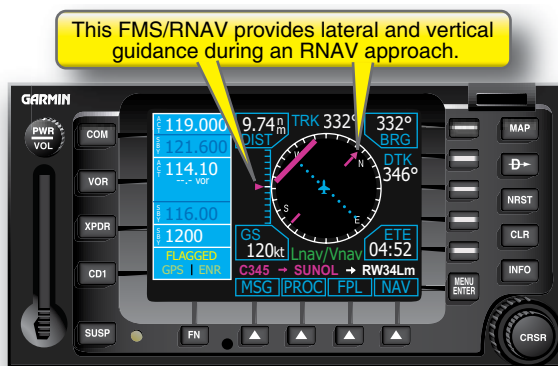 This FMS/RNAV provides lateral and vertical
guidance during an RNAV approach.
GARMIN
PWR
VOL
COM
VOR
XPDR
CD1
SUSP
FN
ACT 119.000
SBY 121.600
ACT 114.10
--.- vor
SBY 116.00
SBY 1200
FLAGGED
GPS | ENR
9.74 nm
DIST
TRK 332°
332°
BRG
DTK
346°
N
E
S
W
GS
120kt
Lnav/Vnav
ETE
04:52
C345 → SUNOL → RW34Lm
MSG PROC FPL NAV
MAP
D→
NRST
CLR
INFO
MENU
ENTER
CRSR